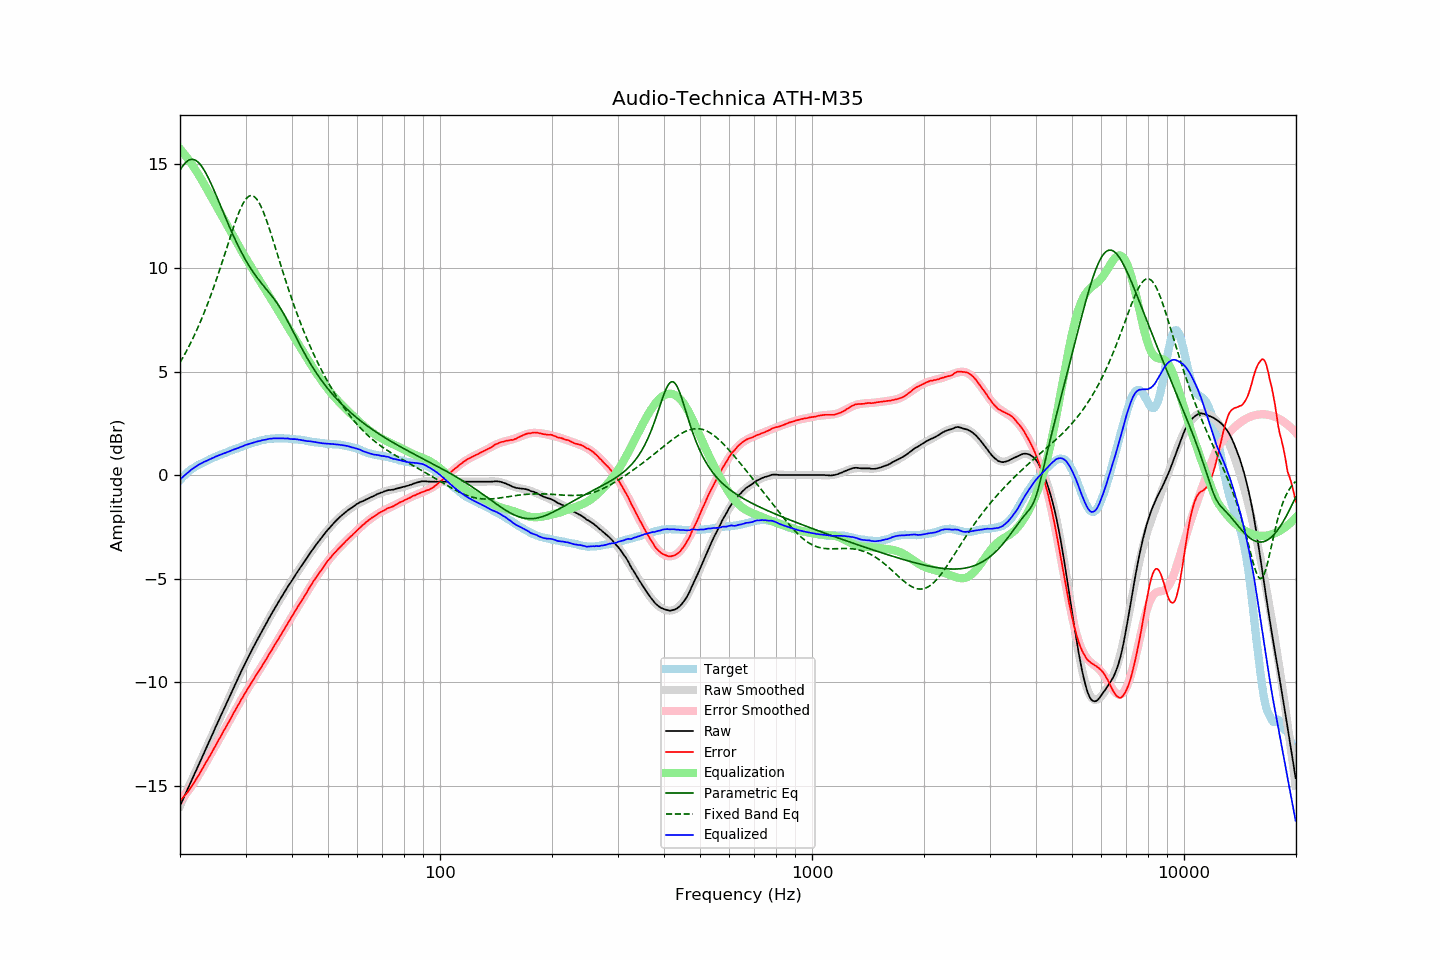 Audio-Technica ATH-M35
Amplitude (dBr)
15
10
5
0
−5
−10
−15
Target
Raw Smoothed
Error Smoothed
Raw
Error
Equalization
Parametric Eq
Fixed Band Eq
Equalized
100
1000
10000
Frequency (Hz)